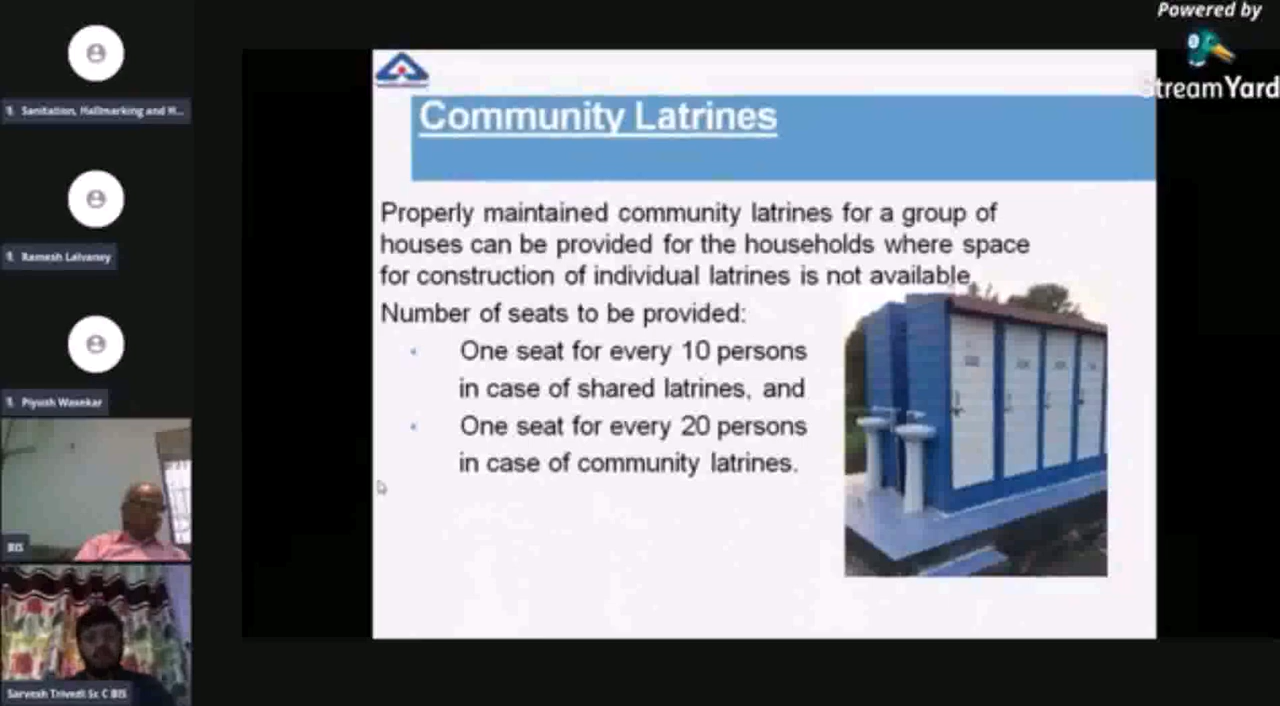 Powered by
StreamYard
Sanitation, Hallmarking and H...
Ramesh Lalvaney
Piyush Wasekar
BIS
Sarvesh Trivedi Sc C BIS
Community Latrines
Properly maintained community latrines for a group of
houses can be provided for the households where space
for construction of individual latrines is not available
Number of seats to be provided:
• One seat for every 10 persons
in case of shared latrines, and
• One seat for every 20 persons
in case of community latrines.